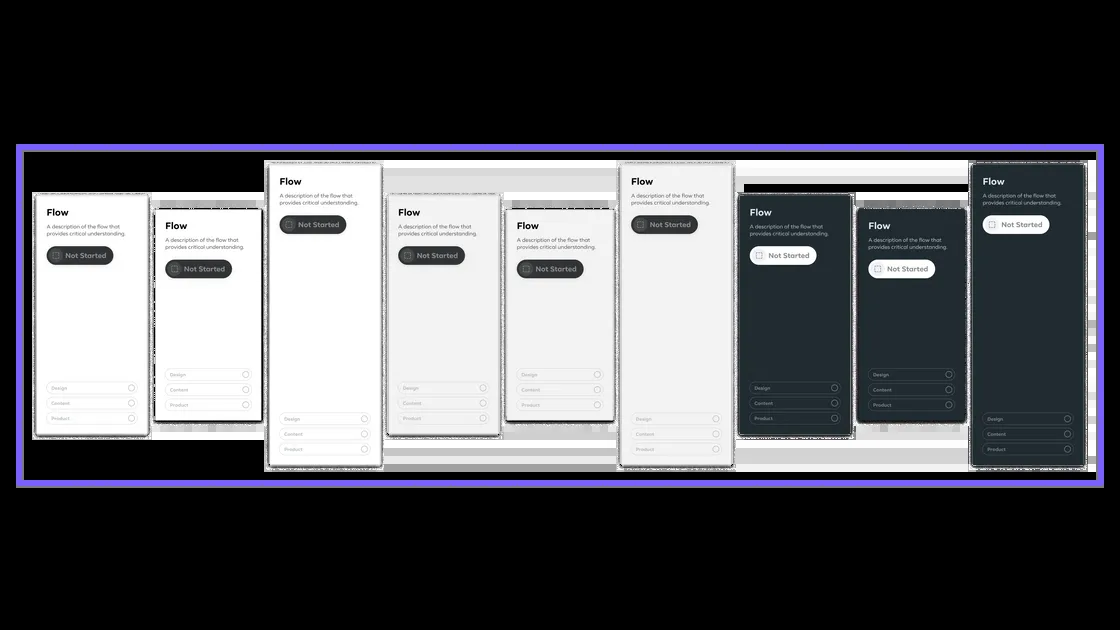 Flow
A description of the flow that
provides critical understanding.
Not Started
Design
Content
Product
Flow
A description of the flow that
provides critical understanding.
Not Started
Design
Content
Product
Flow
A description of the flow that
provides critical understanding.
Not Started
Design
Content
Product
Flow
A description of the flow that
provides critical understanding.
Not Started
Design
Content
Product
Flow
A description of the flow that
provides critical understanding.
Not Started
Design
Content
Product
Flow
A description of the flow that
provides critical understanding.
Not Started
Design
Content
Product
Flow
A description of the flow that
provides critical understanding.
Not Started
Design
Content
Product
Flow
A description of the flow that
provides critical understanding.
Not Started
Design
Content
Product
Flow
A description of the flow that
provides critical understanding.
Not Started
Design
Content
Product